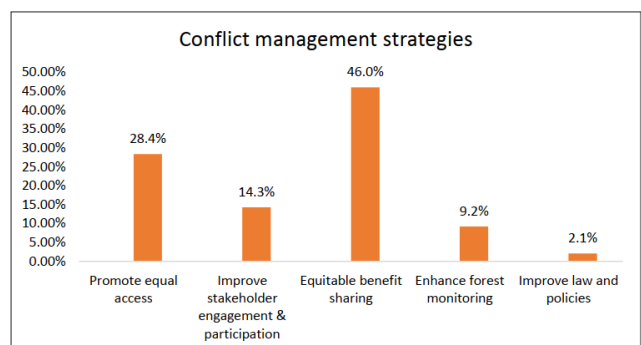 Conflict management strategies
50.00%
45.00%
40.00%
35.00%
30.00%
25.00%
20.00%
15.00%
10.00%
5.00%
0.00%
28.4%
14.3%
46.0%
9.2%
2.1%
Promote equal
access
Improve
stakeholder
engagement &
participation
Equitable benefit
sharing
Enhance forest
monitoring
Improve law and
policies